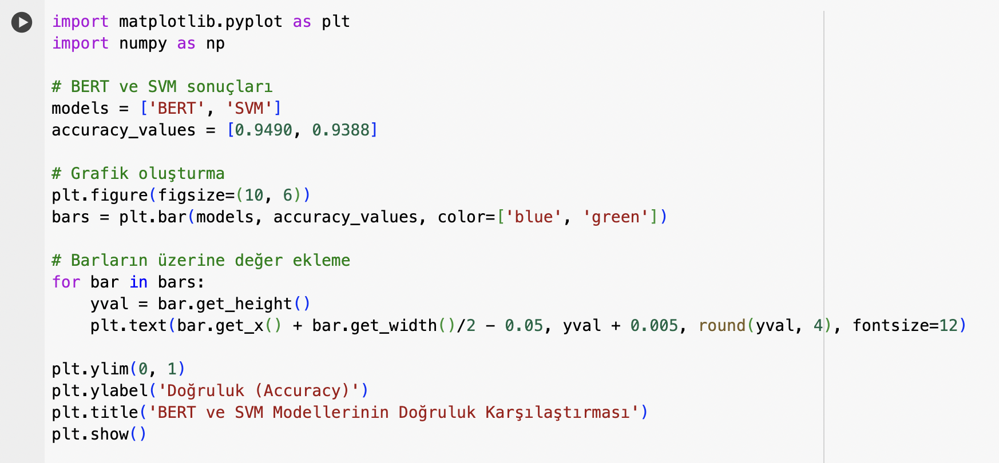 import matplotlib.pyplot as plt
import numpy as np

# BERT ve SVM sonuçları
models = ['BERT', 'SVM']
accuracy_values = [0.9490, 0.9388]

# Grafik oluşturma
plt.figure(figsize=(10, 6))
bars = plt.bar(models, accuracy_values, color=['blue', 'green'])

# Barların üzerine değer ekleme
for bar in bars:
    yval = bar.get_height()
    plt.text(bar.get_x() + bar.get_width()/2 - 0.05, yval + 0.005, round(yval, 4), fontsize=12)

plt.ylim(0, 1)
plt.ylabel('Doğruluk (Accuracy)')
plt.title('BERT ve SVM Modellerinin Doğruluk Karşılaştırması')
plt.show()